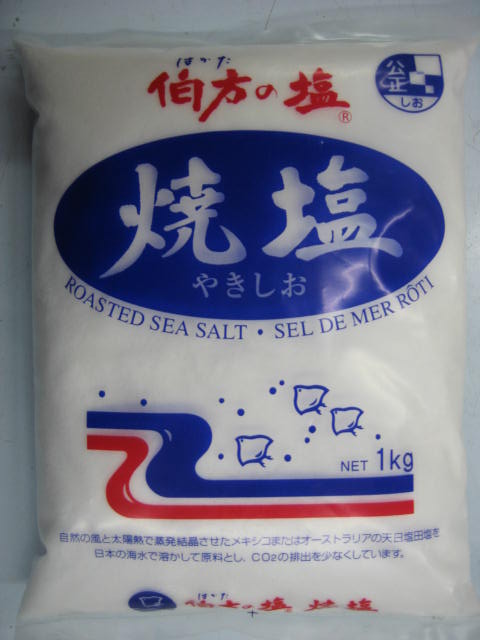 はかた
伯方の塩®
公正
しお
焼塩
やきしお
ROASTED SEA SALT・SEL DE MER RÔTI
NET 1kg
自然の風と太陽熱で蒸発結晶させたメキシコまたはオーストラリアの天日塩田塩を
日本の海水で溶かして原料とし、CO2の排出を少なくしています。
はかた
伯方の塩 焼塩